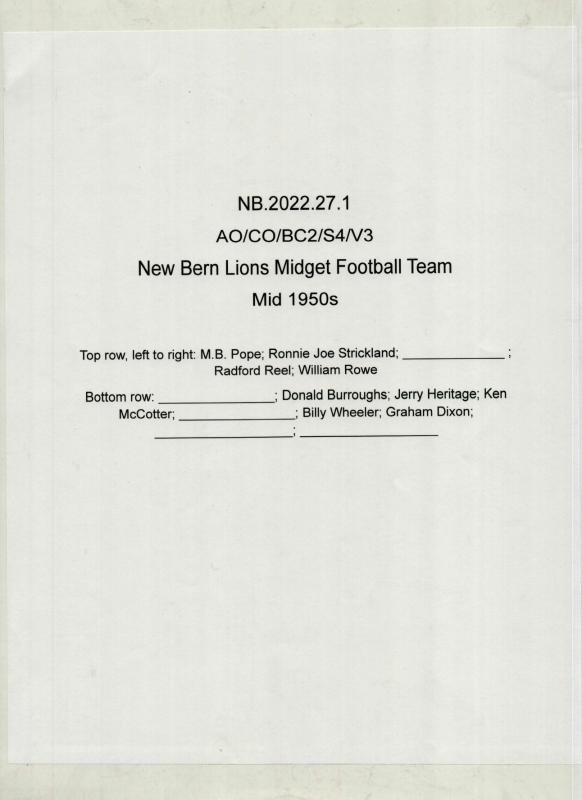 NB.2022.27.1
AO/CO/BC2/S4/V3
New Bern Lions Midget Football Team
Mid 1950s
Top row, left to right: M.B. Pope; Ronnie Joe Strickland; _______________ ;
Radford Reel; William Rowe
Bottom row: _________________; Donald Burroughs; Jerry Heritage; Ken
McCotter; _________________; Billy Wheeler; Graham Dixon;
____________________; ____________________